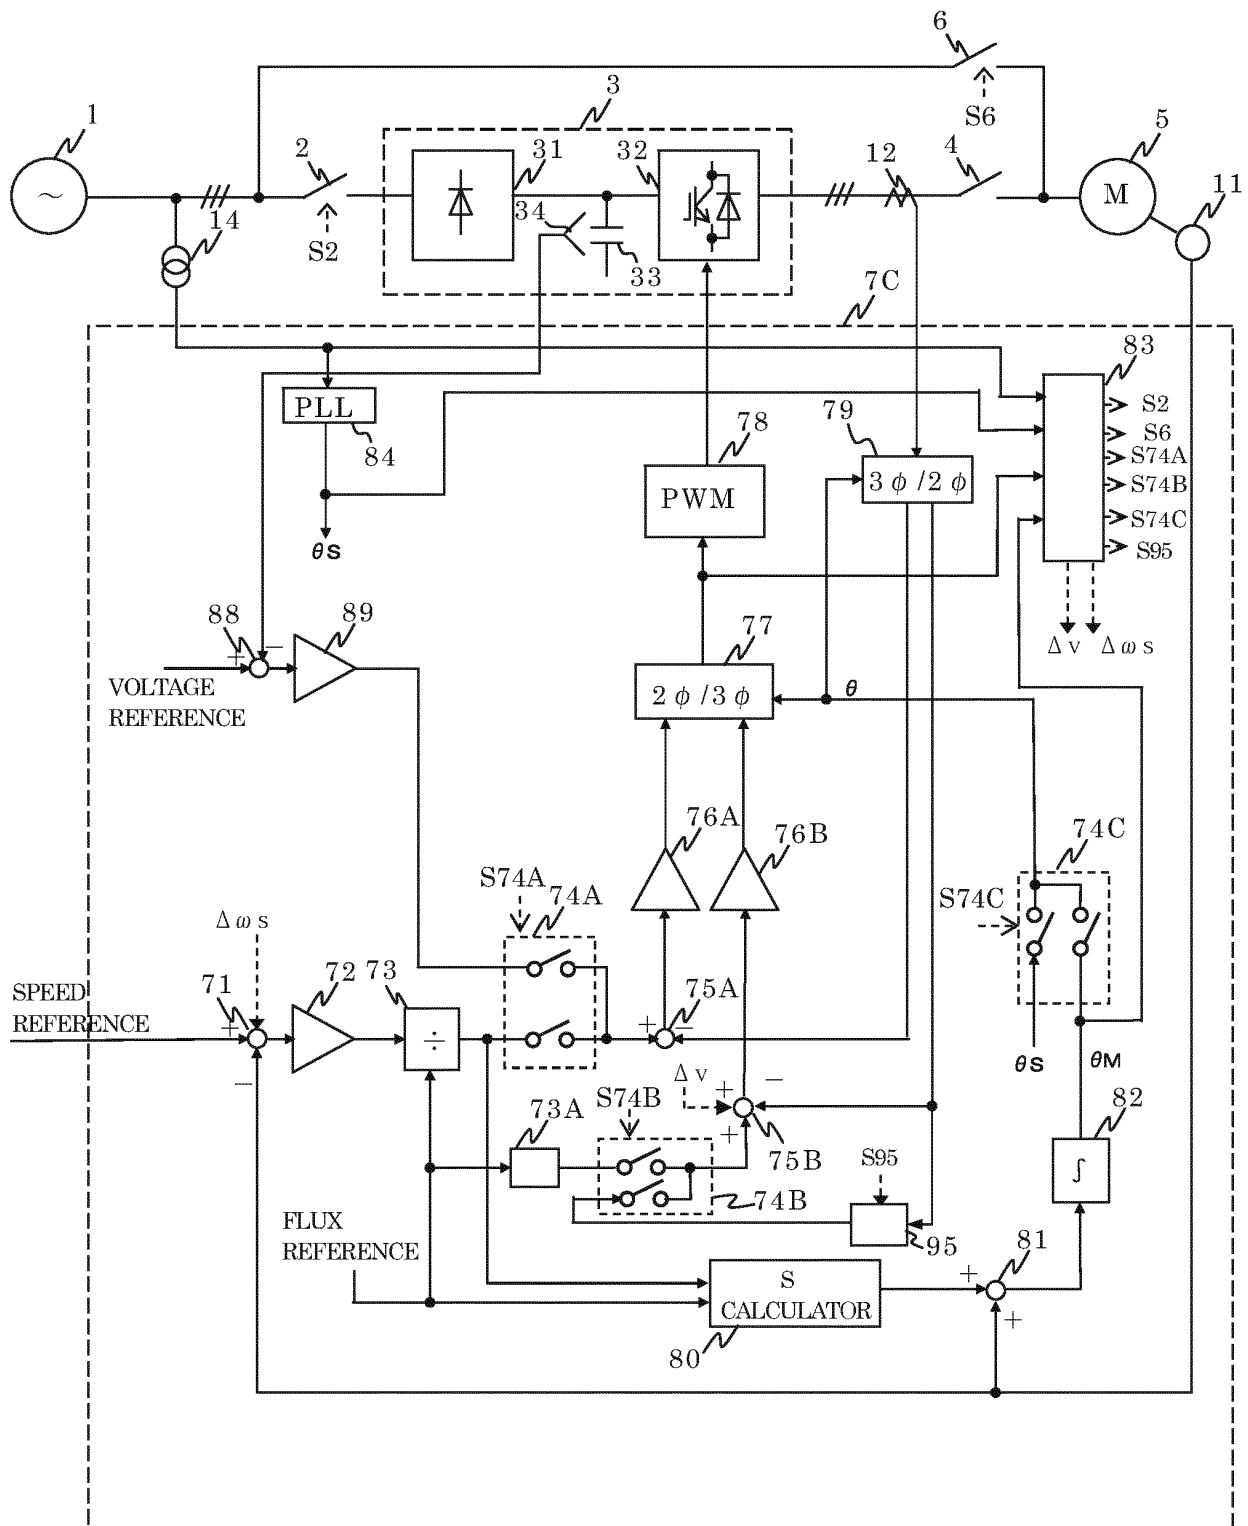 6
S6
1
3
5
2
31
32
12
4
11
~
M
14
34
S2
33
7C
83
PLL
84
78
79
S2
S6
S74A
S74B
S74C
S95
PWM
3φ/2φ
θS
88
89
+
−
77
Δv
Δωs
VOLTAGE
REFERENCE
2φ/3φ
θ
76A
76B
74C
S74A
74A
S74C
Δωs
SPEED
REFERENCE
71
72
73
75A
+
+
−
÷
−
θS
θM
Δv
+
−
S74B
73A
+
75B
S95
82
∫
74B
FLUX
REFERENCE
95
81
S
CALCULATOR
+
+
80